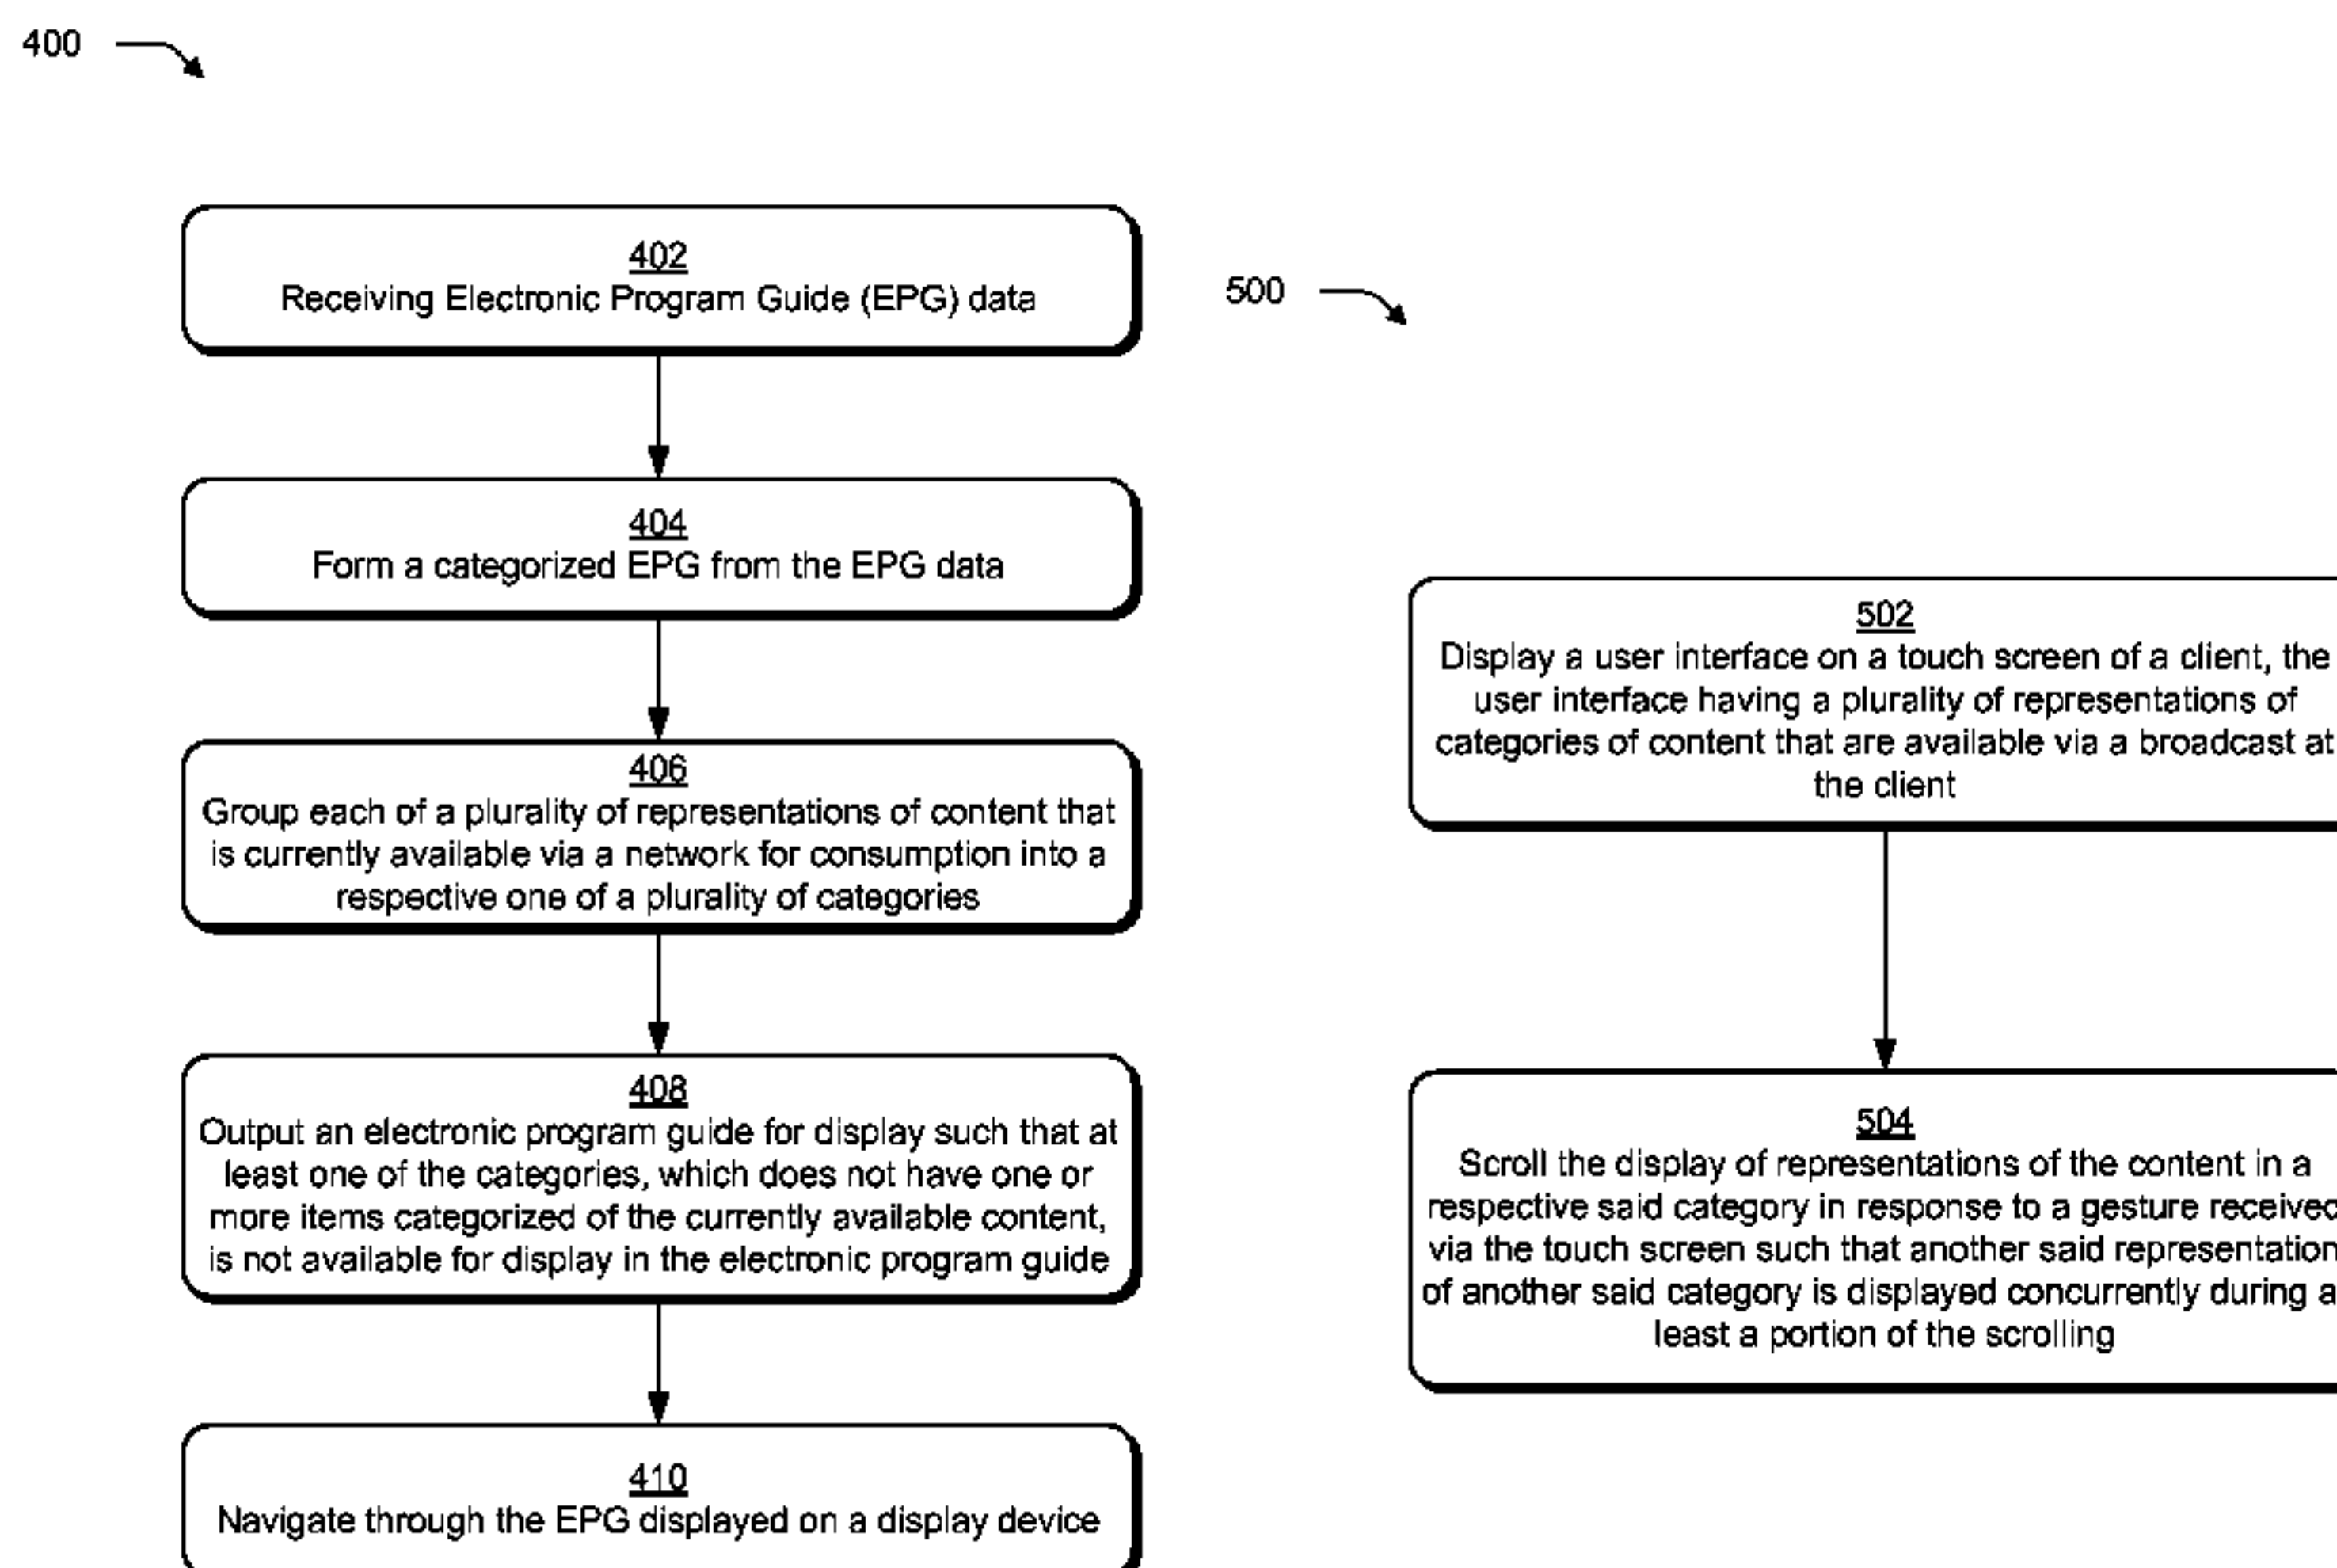 400
402
Receiving Electronic Program Guide (EPG) data
404
Form a categorized EPG from the EPG data
406
Group each of a plurality of representations of content that
is currently available via a network for consumption into a
respective one of a plurality of categories
408
Output an electronic program guide for display such that at
least one of the categories, which does not have one or
more items categorized of the currently available content,
is not available for display in the electronic program guide
410
Navigate through the EPG displayed on a display device
500
502
Display a user interface on a touch screen of a client, the
user interface having a plurality of representations of
categories of content that are available via a broadcast at
the client
504
Scroll the display of representations of the content in a
respective said category in response to a gesture received
via the touch screen such that another said representation
of another said category is displayed concurrently during a
least a portion of the scrolling